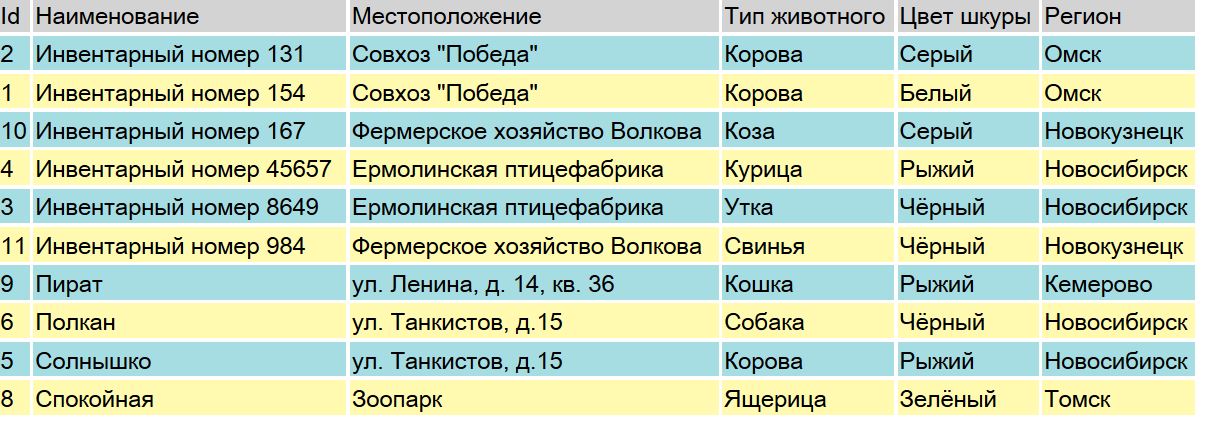 Id Наименование Местоположение Тип животного Цвет шкуры Регион
2 Инвентарный номер 131 Совхоз "Победа" Корова Серый Омск
1 Инвентарный номер 154 Совхоз "Победа" Корова Белый Омск
10 Инвентарный номер 167 Фермерское хозяйство Волкова Коза Серый Новокузнецк
4 Инвентарный номер 45657 Ермолинская птицефабрика Курица Рыжий Новосибирск
3 Инвентарный номер 8649 Ермолинская птицефабрика Утка Чёрный Новосибирск
11 Инвентарный номер 984 Фермерское хозяйство Волкова Свинья Чёрный Новокузнецк
9 Пират ул. Ленина, д. 14, кв. 36 Кошка Рыжий Кемерово
6 Полкан ул. Танкистов, д.15 Собака Чёрный Новосибирск
5 Солнышко ул. Танкистов, д.15 Корова Рыжий Новосибирск
8 Спокойная Зоопарк Ящерица Зелёный Томск